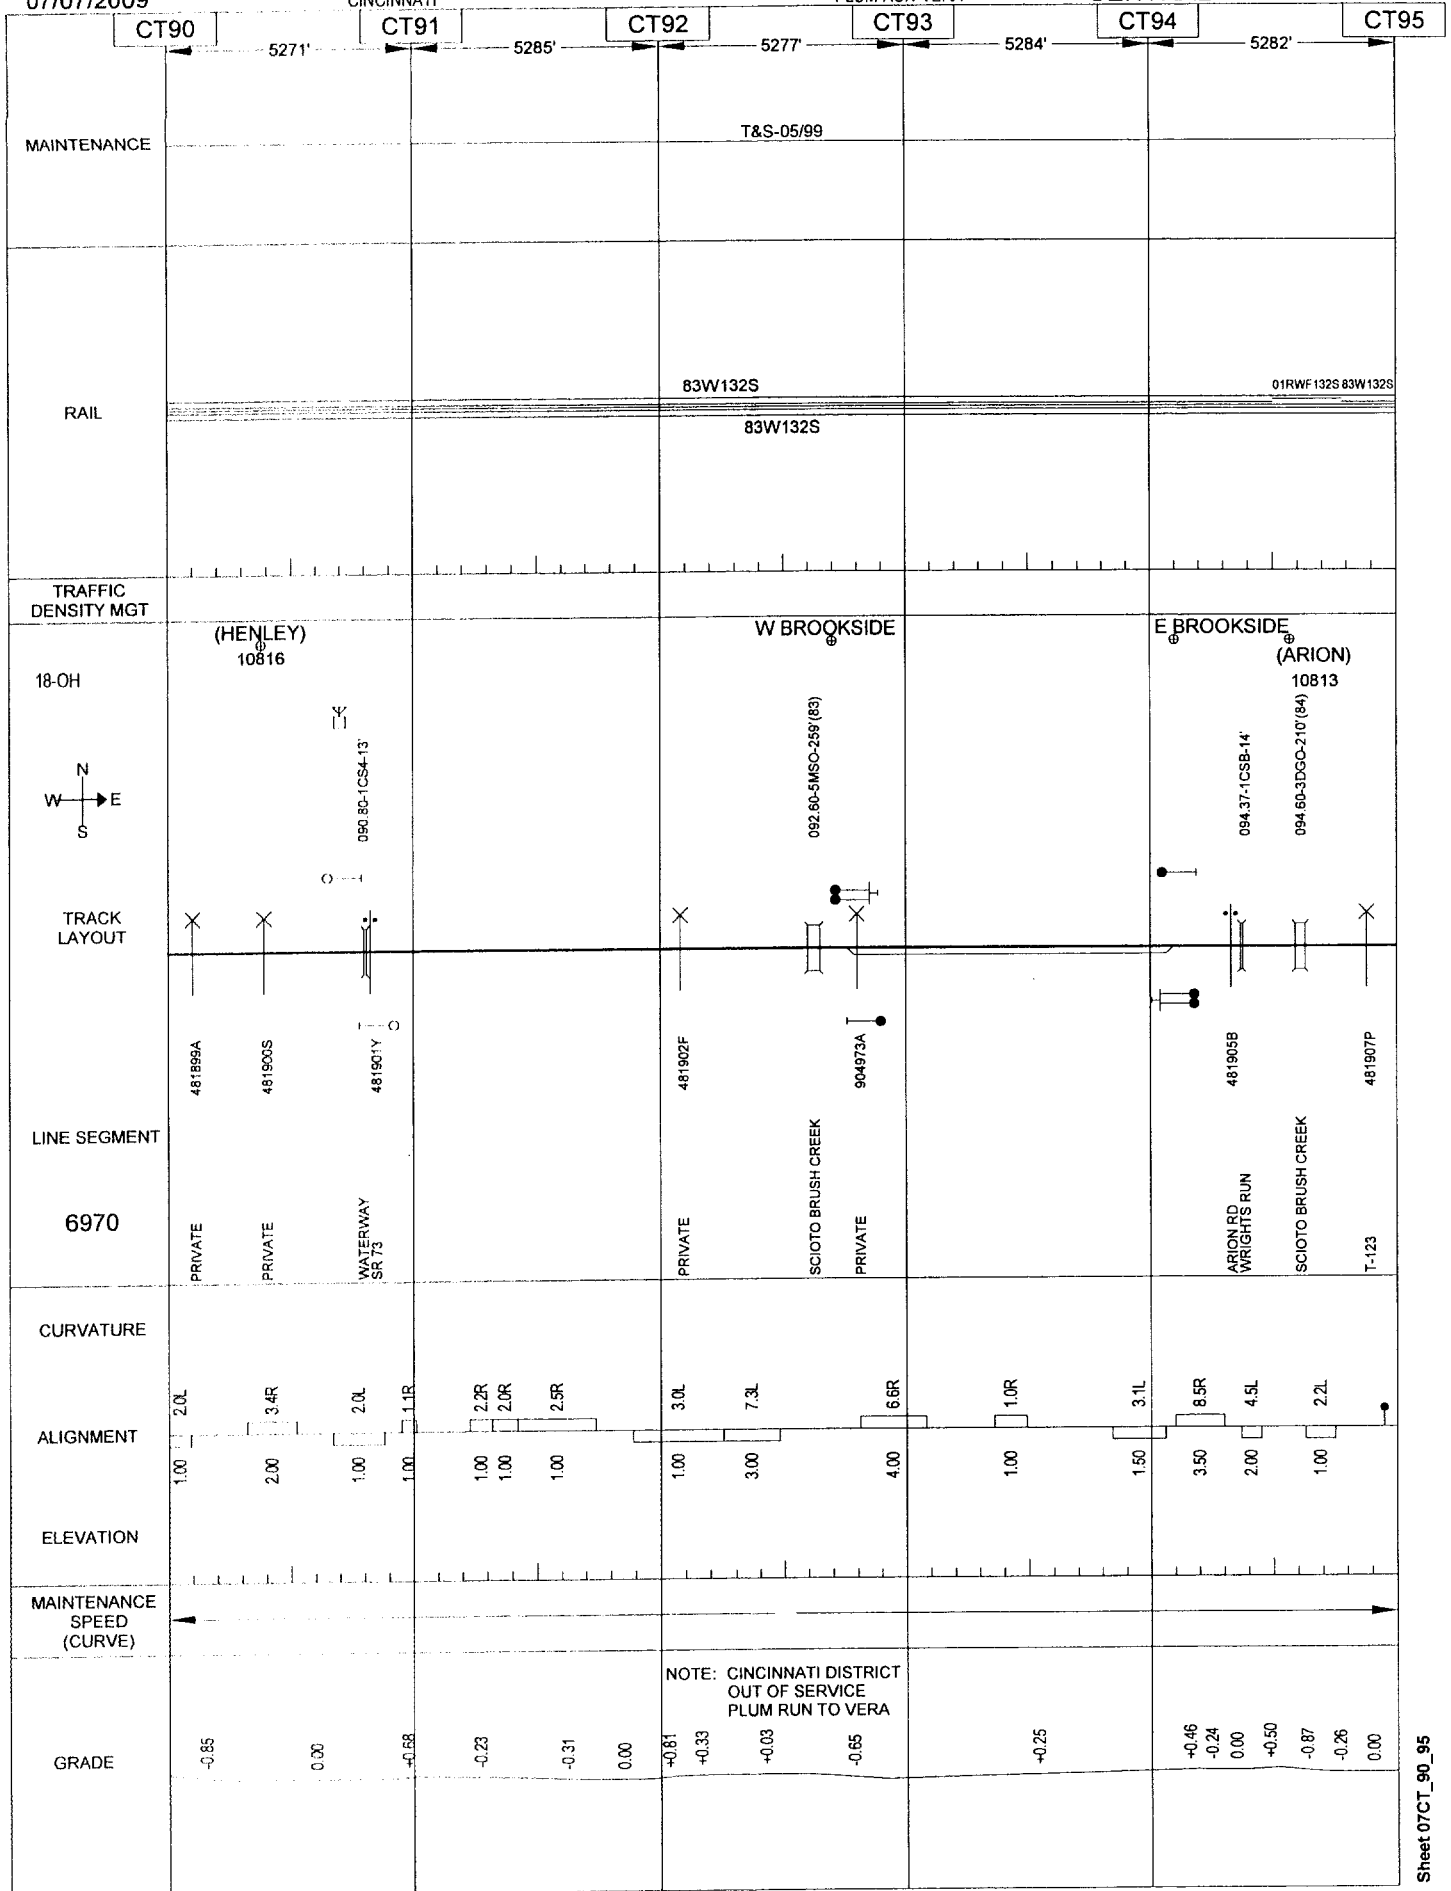 07/07/2009
CINCINNATI
CT90
CT91
CT92
CT93
CT94
CT95
5271'
5285'
5277'
5284'
5282'
MAINTENANCE
T&S-05/99
RAIL
83W132S
01RWF132S 83W132S
83W132S
TRAFFIC
DENSITY MGT
(HENLEY)
10816
W BROOKSIDE
E BROOKSIDE
(ARION)
10813
18-OH
N
W E
S
090.80-1CS4-13'
092.60-5MSO-259'(83)
094.37-1CSB-14'
094.60-3DGO-210'(84)
TRACK
LAYOUT
481899A
481900S
481901Y
481902F
904973A
481905B
481907P
LINE SEGMENT
6970
PRIVATE
PRIVATE
WATERWAY
SR 73
PRIVATE
SCIOTO BRUSH CREEK
PRIVATE
ARION RD
WRIGHTS RUN
SCIOTO BRUSH CREEK
T-123
CURVATURE
2.0L
3.4R
2.0L
1.1R
2.2R
2.0R
2.5R
3.0L
7.3L
6.6R
1.0R
3.1L
8.5R
4.5L
2.2L
ALIGNMENT
1.00
2.00
1.00
1.00
1.00
1.00
1.00
1.00
3.00
4.00
1.00
1.50
3.50
2.00
1.00
ELEVATION
MAINTENANCE
SPEED
(CURVE)
NOTE: CINCINNATI DISTRICT
OUT OF SERVICE
PLUM RUN TO VERA
GRADE
-0.85
0.00
+0.68
-0.23
-0.31
0.00
+0.81
+0.33
+0.03
-0.65
+0.25
+0.46
-0.24
0.00
+0.50
-0.87
-0.26
0.00
Sheet 07CT_90_95